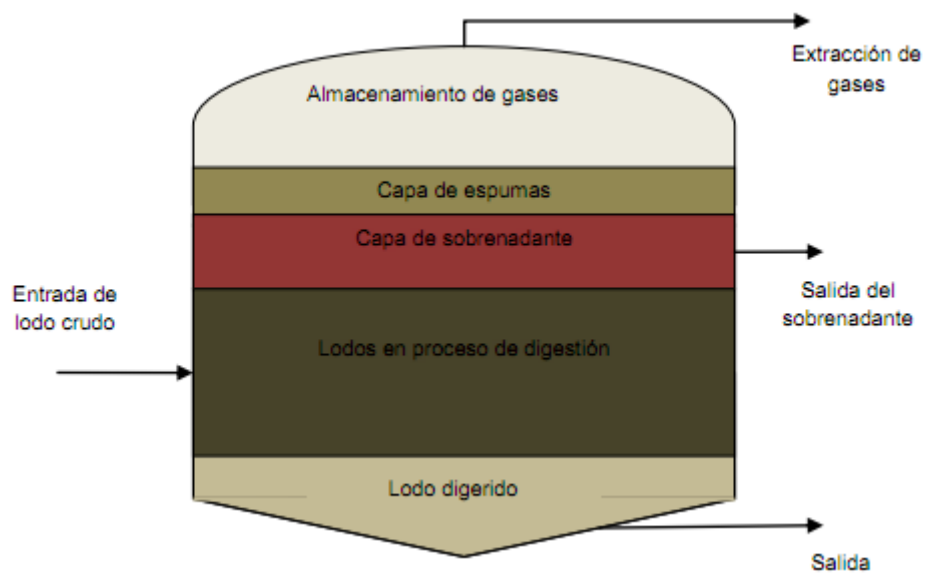 Extracción de
gases
Almacenamiento de gases
Capa de espumas
Capa de sobrenadante
Entrada de
lodo crudo
Salida del
sobrenadante
Lodos en proceso de digestión
Lodo digerido
Salida